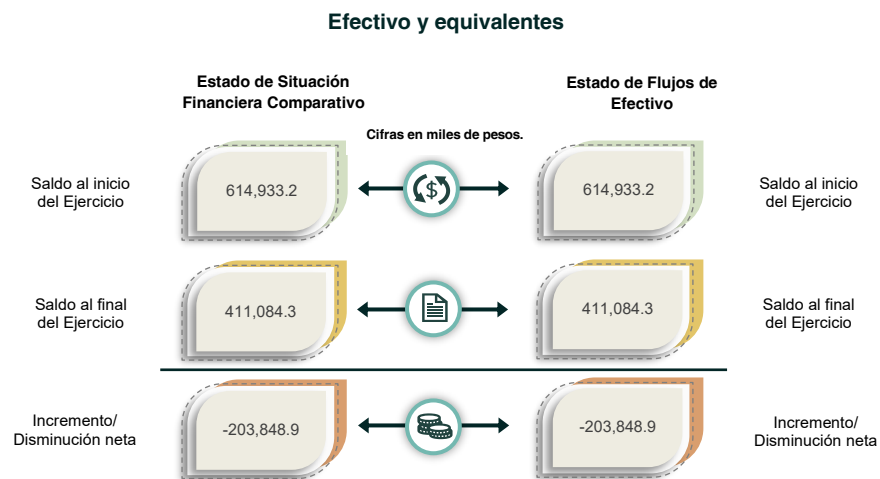 Efectivo y equivalentes
Estado de Situación
Financiera Comparativo
Estado de Flujos de
Efectivo
Cifras en miles de pesos.
Saldo al inicio
del Ejercicio
614,933.2
$
614,933.2
Saldo al inicio
del Ejercicio
Saldo al final
del Ejercicio
411,084.3
411,084.3
Saldo al final
del Ejercicio
Incremento/
Disminución neta
-203,848.9
-203,848.9
Incremento/
Disminución neta